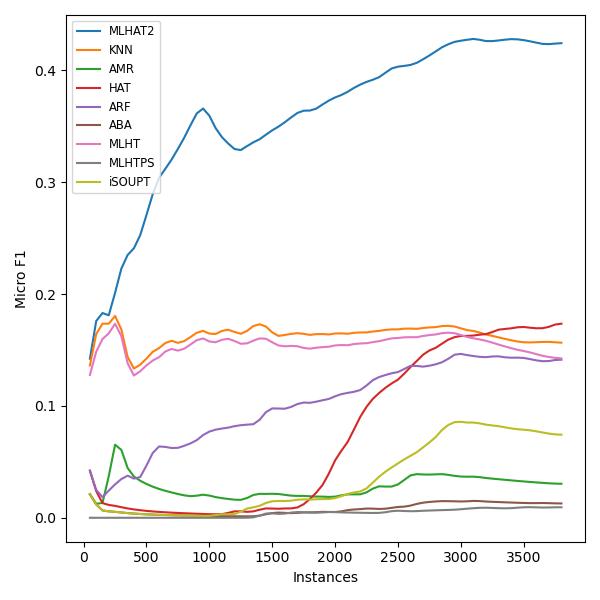 MLHAT2
KNN
AMR
HAT
ARF
ABA
MLHT
MLHTPS
iSOUPT
Micro F1
0.4
0.3
0.2
0.1
0.0
0 500 1000 1500 2000 2500 3000 3500
Instances